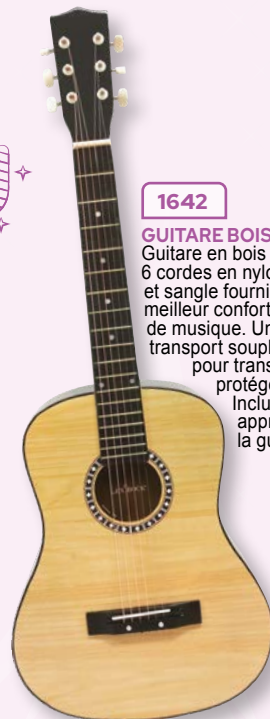 1642
GUITARE BOIS
Guitare en bois
6 cordes en nylo
et sangle fourni
meilleur confort
de musique. Un
transport soupl
pour trans
protége
Inclu
appr
la gu